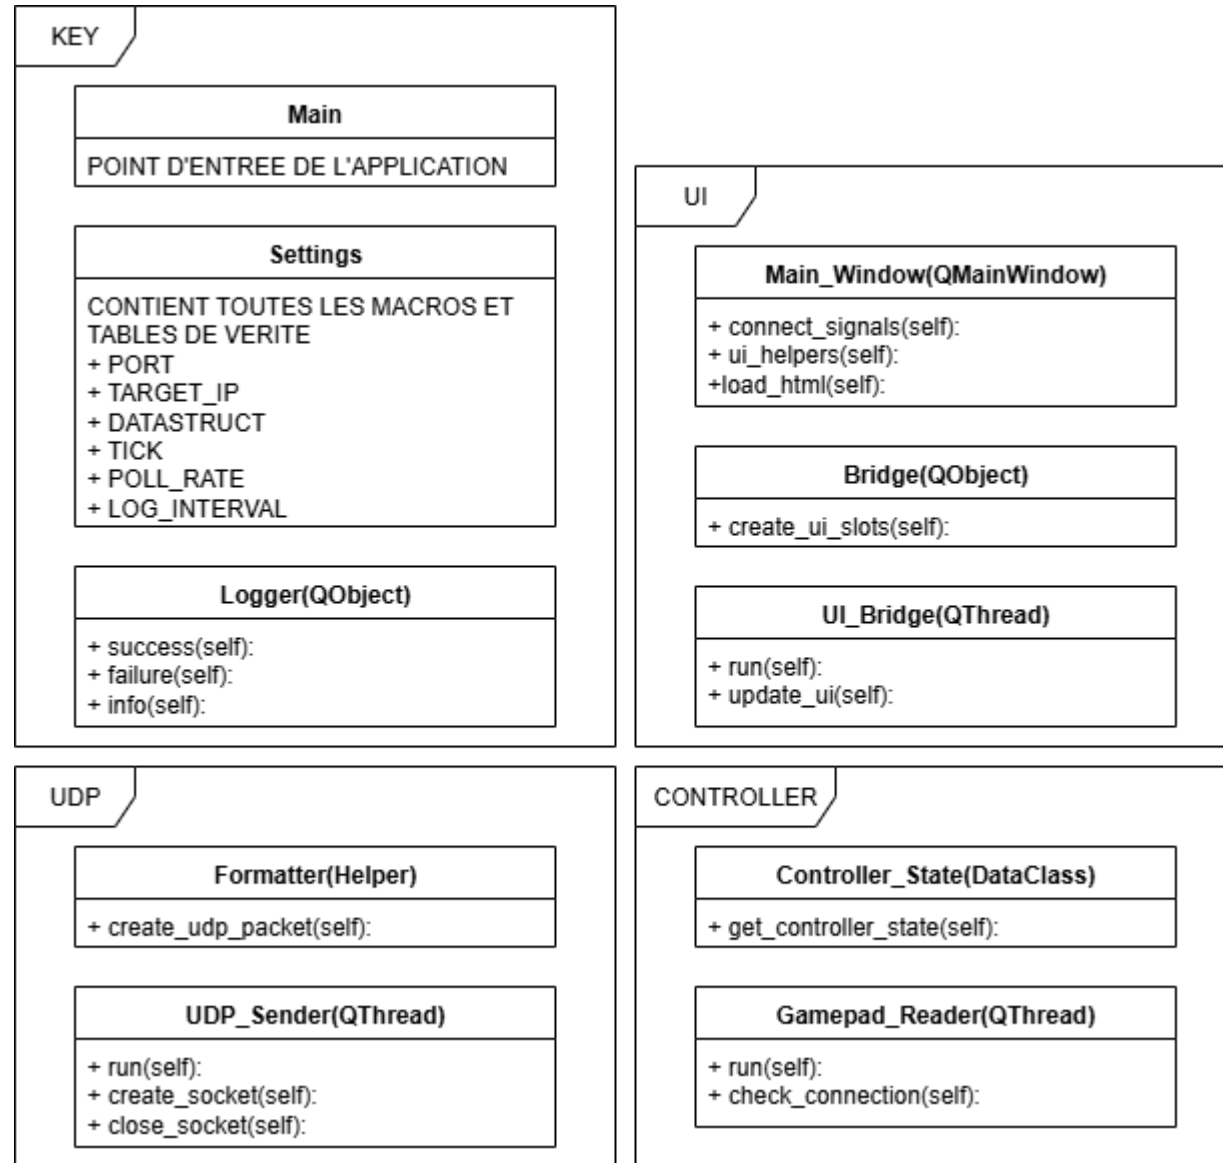 KEY
Main
POINT D'ENTREE DE L'APPLICATION
Settings
CONTIENT TOUTES LES MACROS ET
TABLES DE VERITE
+ PORT
+ TARGET_IP
+ DATASTRUCT
+ TICK
+ POLL_RATE
+ LOG_INTERVAL
Logger(QObject)
+ success(self):
+ failure(self):
+ info(self):
UI
Main_Window(QMainWindow)
+ connect_signals(self):
+ ui_helpers(self):
+load_html(self):
Bridge(QObject)
+ create_ui_slots(self):
UI_Bridge(QThread)
+ run(self):
+ update_ui(self):
UDP
Formatter(Helper)
+ create_udp_packet(self):
UDP_Sender(QThread)
+ run(self):
+ create_socket(self):
+ close_socket(self):
CONTROLLER
Controller_State(DataClass)
+ get_controller_state(self):
Gamepad_Reader(QThread)
+ run(self):
+ check_connection(self):